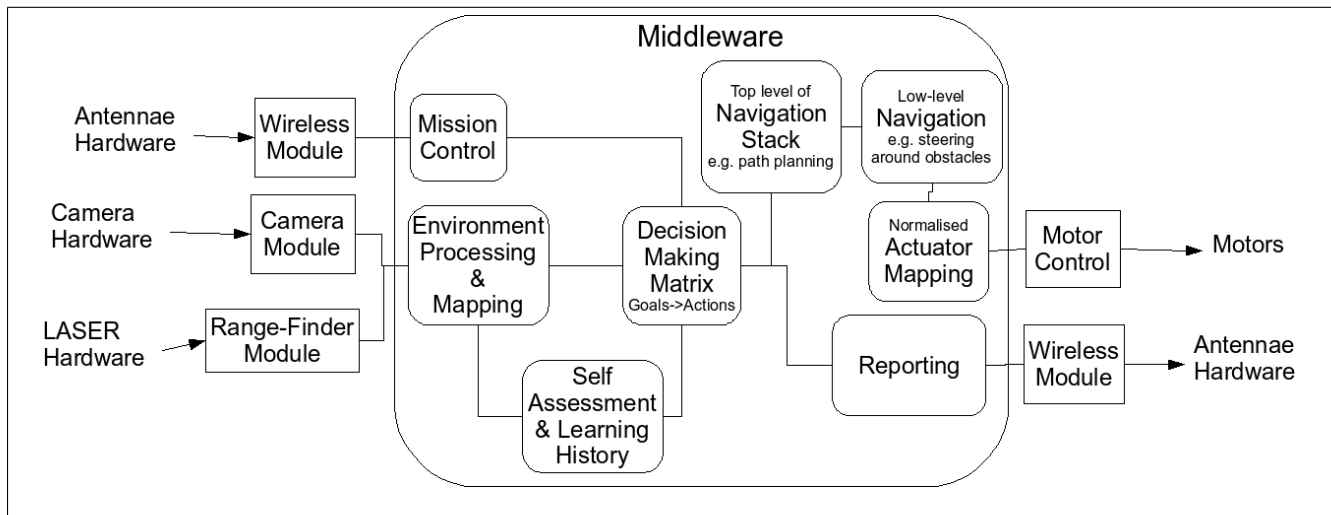 Middleware
Antennae
Hardware
Wireless
Module
Mission
Control
Top level of
Navigation
Stack
e.g. path planning
Low-level
Navigation
e.g. steering
around obstacles
Camera
Hardware
Camera
Module
Environment
Processing
&
Mapping
Decision
Making
Matrix
Goals->Actions
Normalised
Actuator
Mapping
Motor
Control
Motors
LASER
Hardware
Range-Finder
Module
Self
Assessment
& Learning
History
Reporting
Wireless
Module
Antennae
Hardware